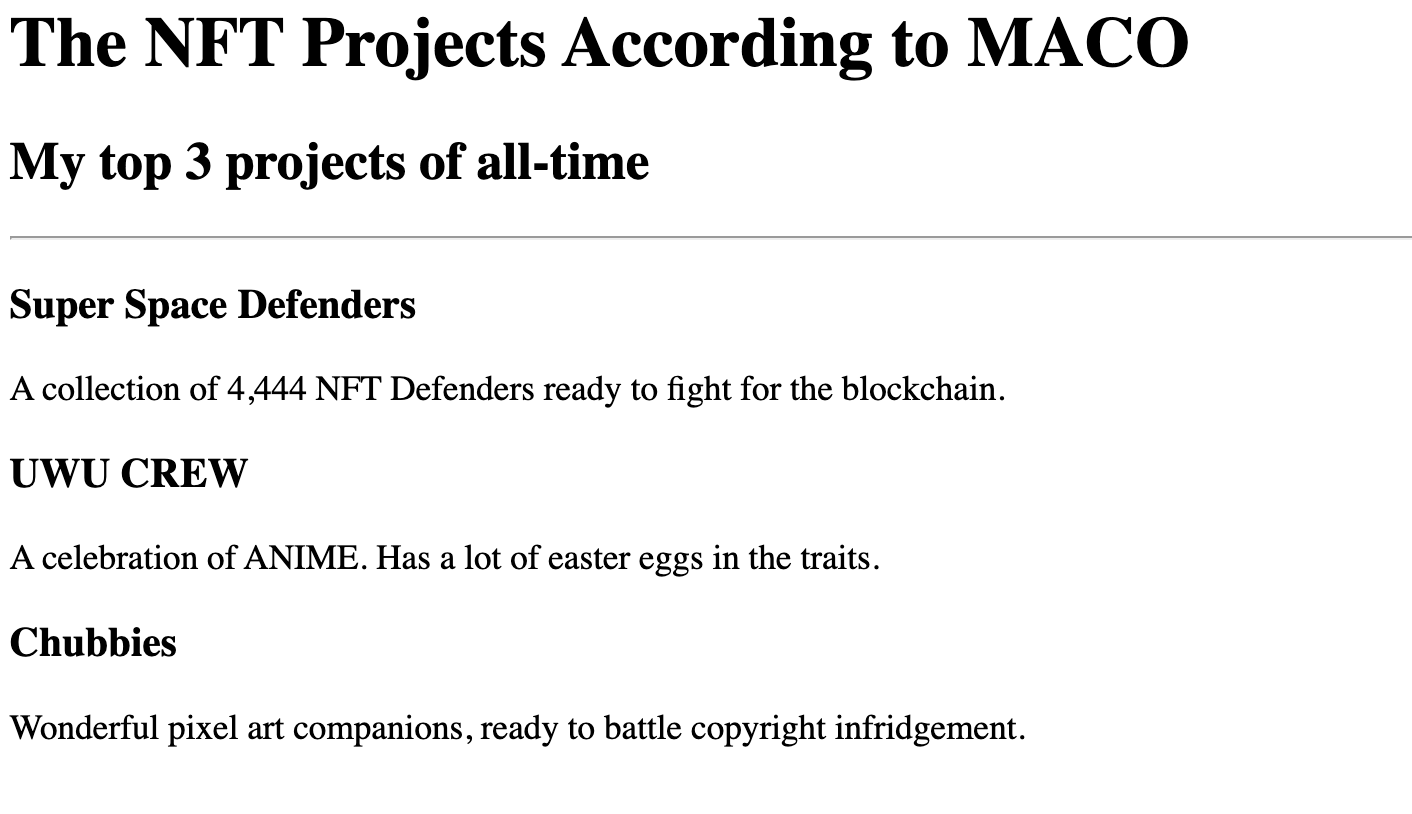 The NFT Projects According to MACO
My top 3 projects of all-time
Super Space Defenders
A collection of 4,444 NFT Defenders ready to fight for the blockchain.
UWU CREW
A celebration of ANIME. Has a lot of easter eggs in the traits.
Chubbies
Wonderful pixel art companions, ready to battle copyright infridgement.